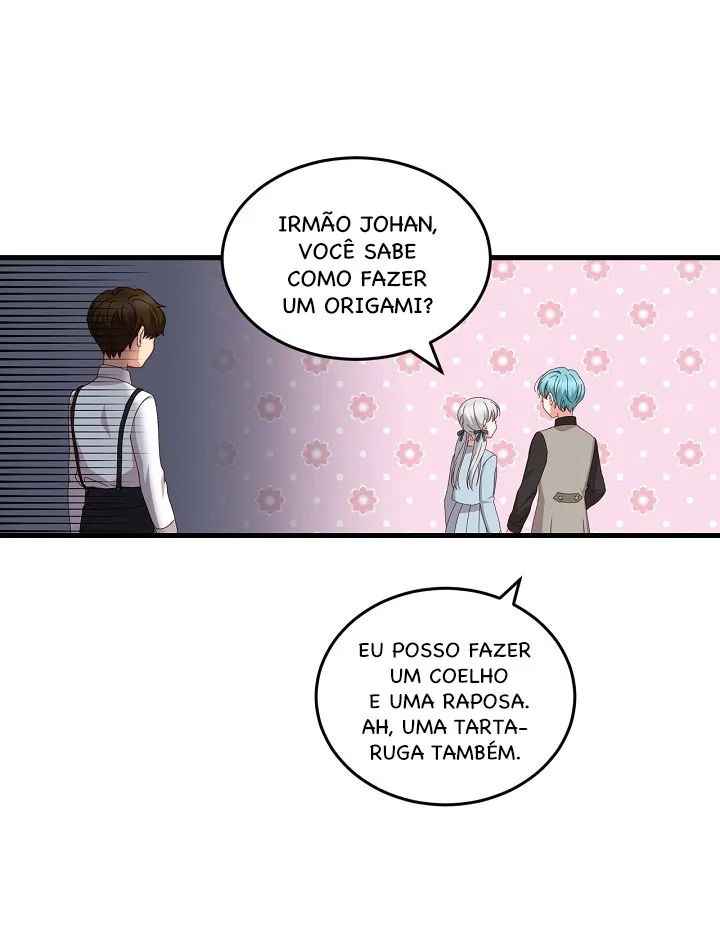 IRMÃO JOHAN,
VOCÊ SABE
COMO FAZER
UM ORIGAMI?
EU POSSO FAZER
UM COELHO
E UMA RAPOSA.
AH, UMA TARTA-
RUGA TAMBÉM.